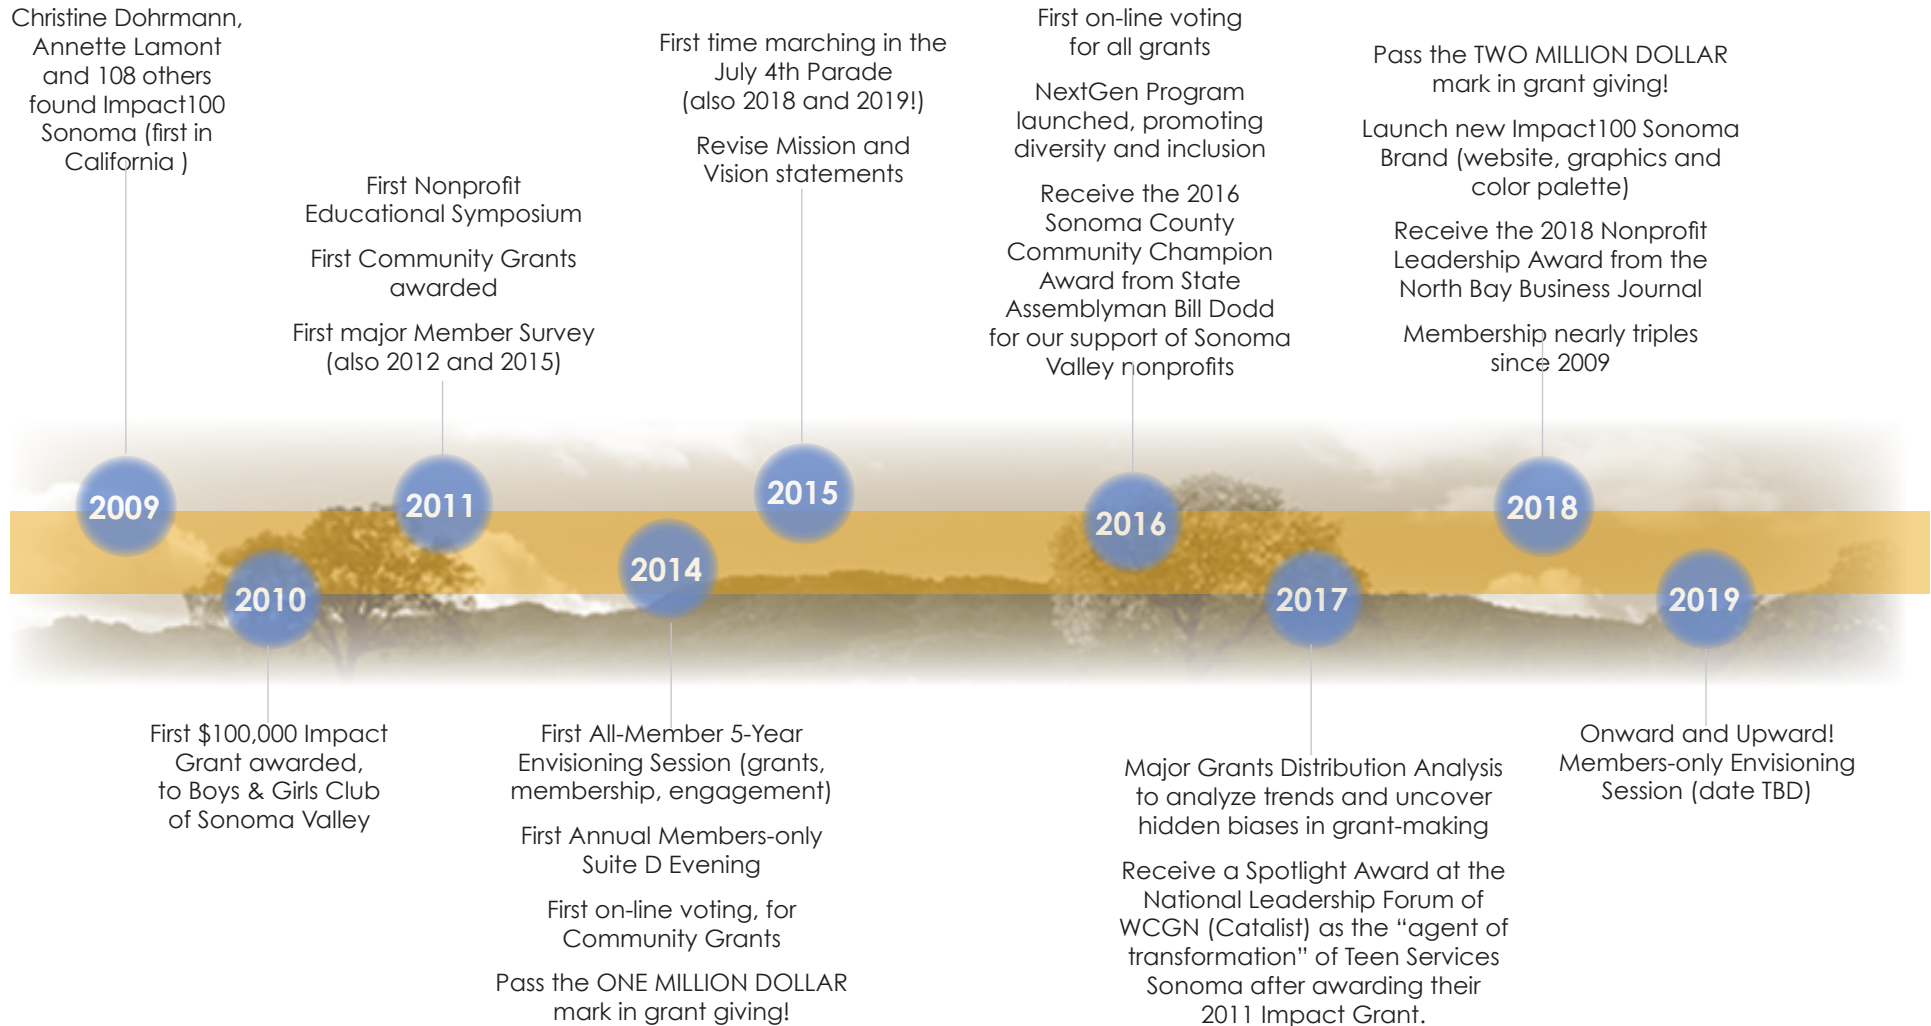 Christine Dohrmann,
Annette Lamont
and 108 others
found Impact100
Sonoma (first in
California )
First Nonprofit
Educational Symposium
First Community Grants
awarded
First major Member Survey
(also 2012 and 2015)
First time marching in the
July 4th Parade
(also 2018 and 2019!)
Revise Mission and
Vision statements
First on-line voting
for all grants
NextGen Program
launched, promoting
diversity and inclusion
Receive the 2016
Sonoma County
Community Champion
Award from State
Assemblyman Bill Dodd
for our support of Sonoma
Valley nonprofits
Pass the TWO MILLION DOLLAR
mark in grant giving!
Launch new Impact100 Sonoma
Brand (website, graphics and
color palette)
Receive the 2018 Nonprofit
Leadership Award from the
North Bay Business Journal
Membership nearly triples
since 2009
2009
2010
2011
2014
2015
2016
2017
2018
2019
First $100,000 Impact
Grant awarded,
to Boys & Girls Club
of Sonoma Valley
First All-Member 5-Year
Envisioning Session (grants,
membership, engagement)
First Annual Members-only
Suite D Evening
First on-line voting, for
Community Grants
Pass the ONE MILLION DOLLAR
mark in grant giving!
Major Grants Distribution Analysis
to analyze trends and uncover
hidden biases in grant-making
Receive a Spotlight Award at the
National Leadership Forum of
WCGN (Catalist) as the “agent of
transformation” of Teen Services
Sonoma after awarding their
2011 Impact Grant.
Onward and Upward!
Members-only Envisioning
Session (date TBD)